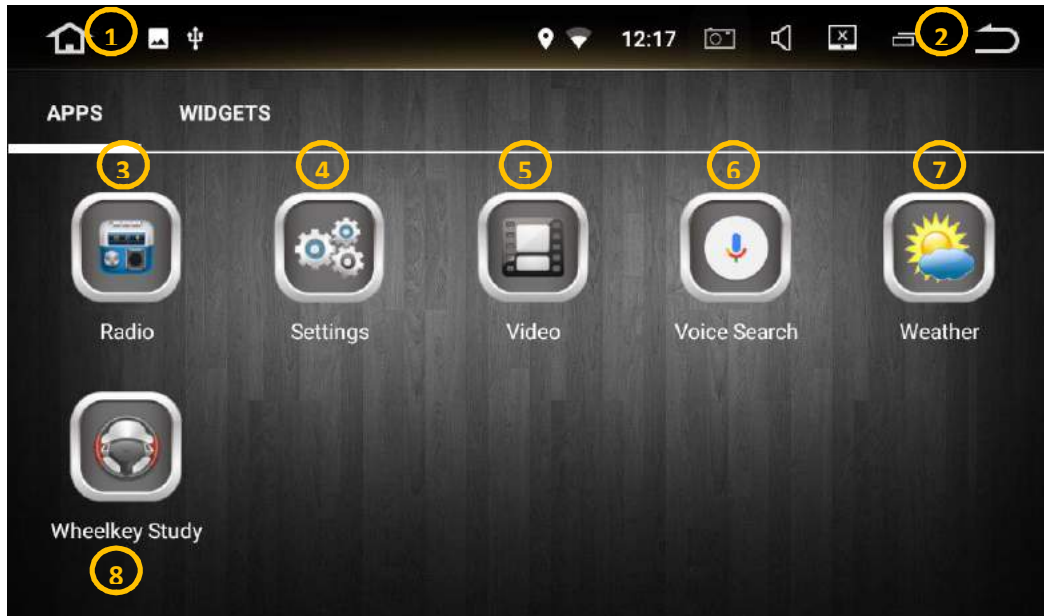 1 12:17 2
APPS WIDGETS
3 4 5 6 7
Radio Settings Video Voice Search Weather
Wheelkey Study
8